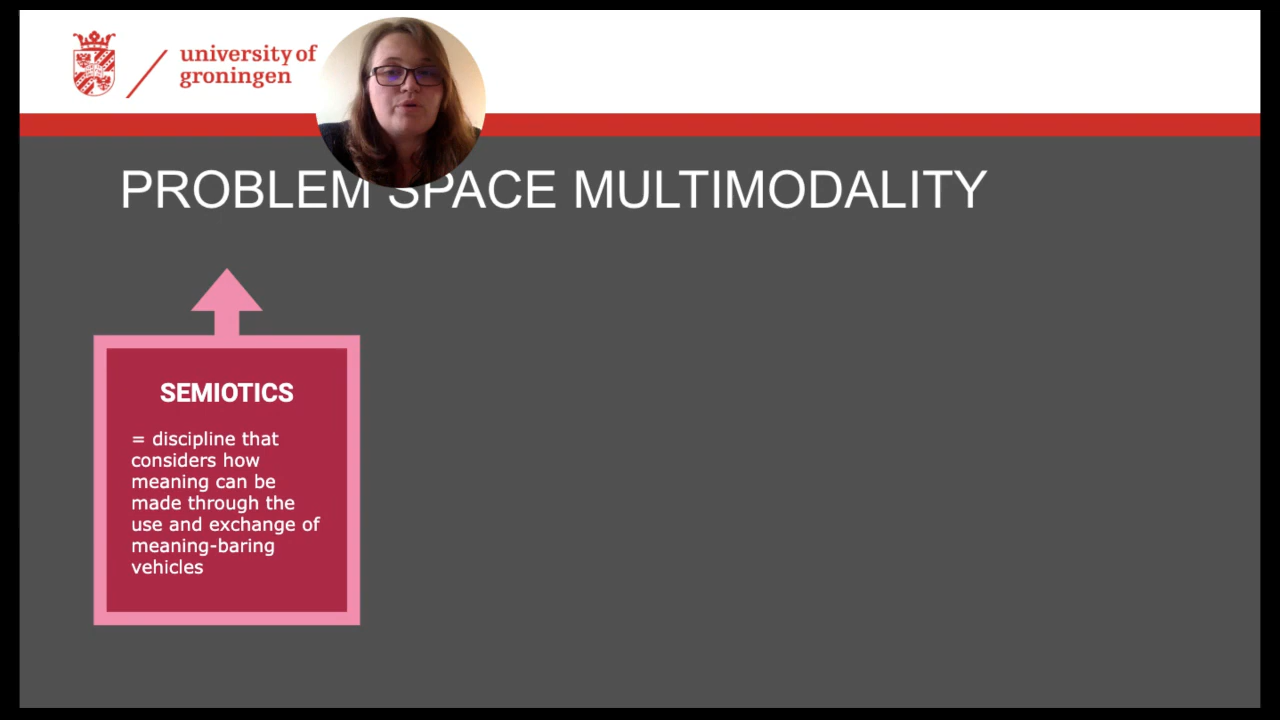 university of
groningen
PROBLEM SPACE MULTIMODALITY
SEMIOTICS
= discipline that
considers how
meaning can be
made through the
use and exchange of
meaning-baring
vehicles